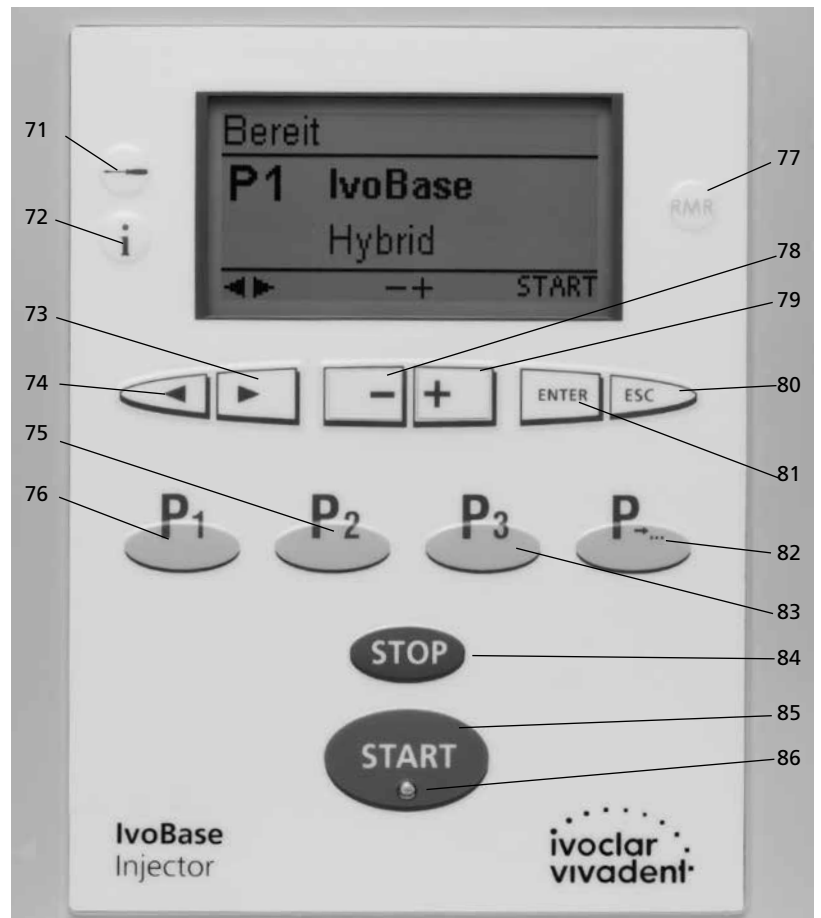 Bereit
P1 IvoBase
Hybrid
◀▶ −+ START
71
i
72
RMR
77
78
79
73
74
◀ ▶ − + ENTER ESC
80
81
75
76
P1 P2 P3 P→...
82
83
STOP
84
START
85
86
IvoBase
Injector
ivoclar
vivadent